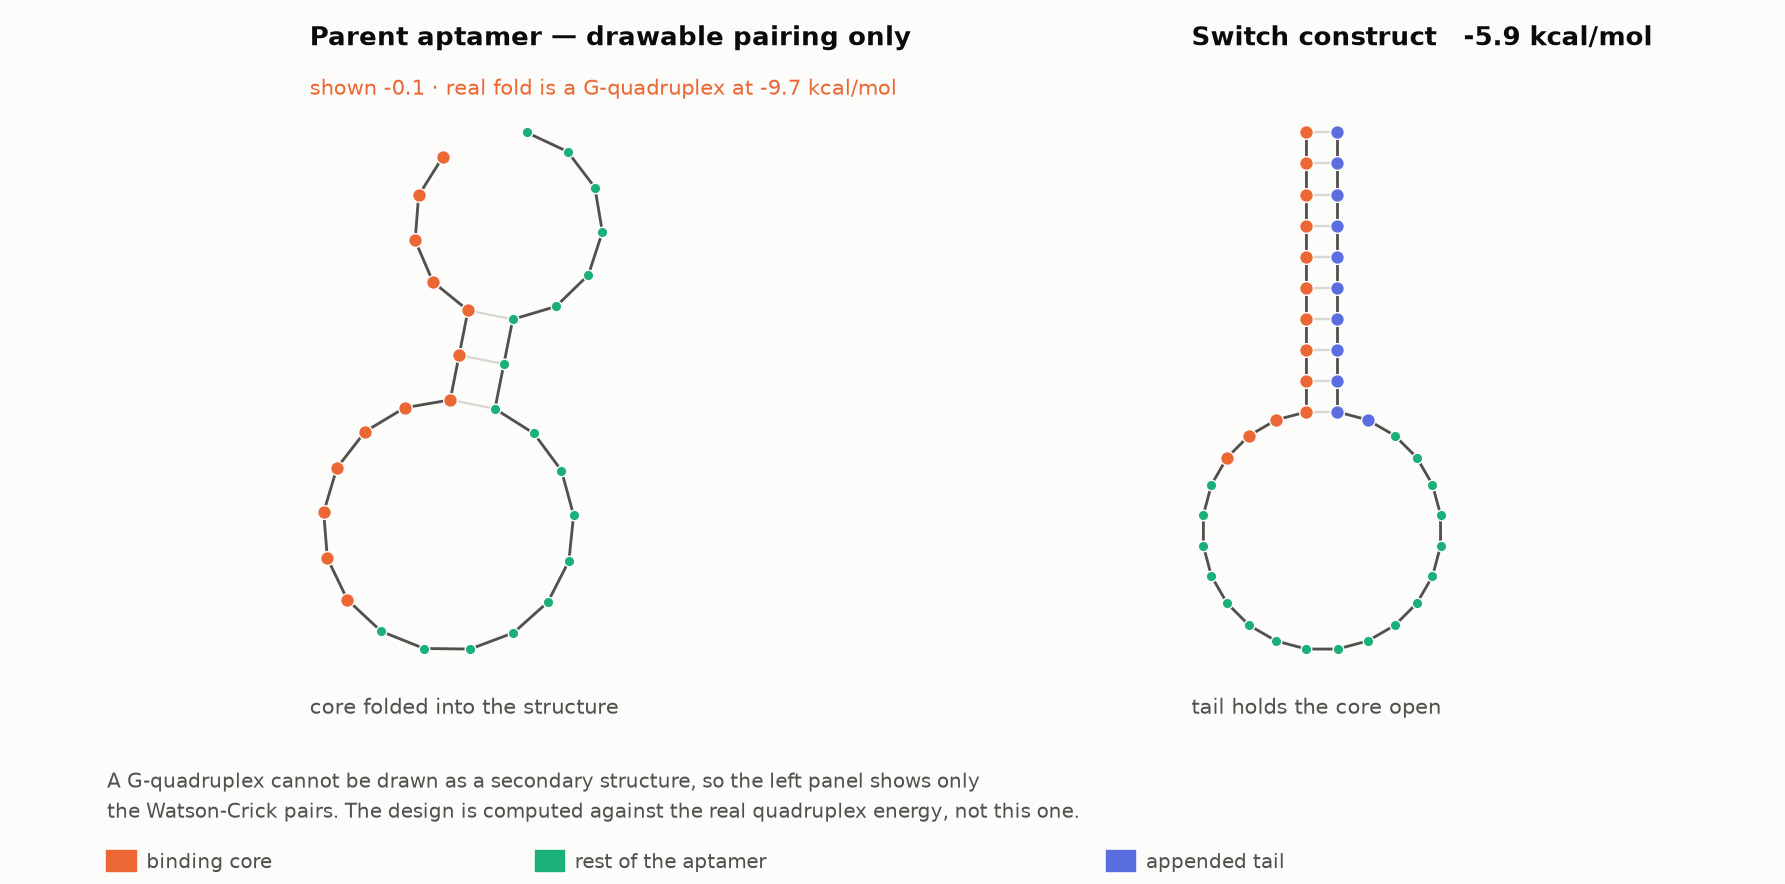 Parent aptamer — drawable pairing only
shown -0.1 · real fold is a G-quadruplex at -9.7 kcal/mol
Switch construct -5.9 kcal/mol
core folded into the structure
tail holds the core open
A G-quadruplex cannot be drawn as a secondary structure, so the left panel shows only
the Watson-Crick pairs. The design is computed against the real quadruplex energy, not this one.
binding core
rest of the aptamer
appended tail